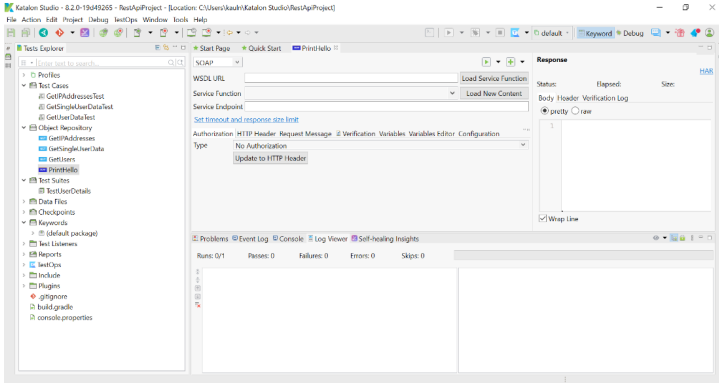 Katalon Studio - 8.2.0-19d49265 - RestApiProject - [Location: C:\Users\kauln\Katalon Studio\RestApiProject]
File Action Edit Project Debug TestOps Window Tools Help
default
Keyword
Debug
Tests Explorer
Enter text to search...
Profiles
Test Cases
GetIPAddressesTest
GetSingleUserDataTest
GetUserDataTest
Object Repository
GetIPAddresses
GetSingleUserData
GetUsers
PrintHello
Test Suites
TestUserDetails
Data Files
Checkpoints
Keywords
(default package)
Test Listeners
Reports
TestOps
Include
Plugins
.gitignore
build.gradle
console.properties
Start Page
Quick Start
PrintHello
SOAP
WSDL URL
Load Service Function
Service Function
Load New Content
Service Endpoint
Set timeout and response size limit
Authorization HTTP Header Request Message Verification Variables Variables Editor Configuration
Type
No Authorization
Update to HTTP Header
Response
HAR
Status: Elapsed: Size:
Body Header Verification Log
pretty raw
1
Wrap Line
Problems Event Log Console Log Viewer Self-healing Insights
Runs: 0/1 Passes: 0 Failures: 0 Errors: 0 Skips: 0